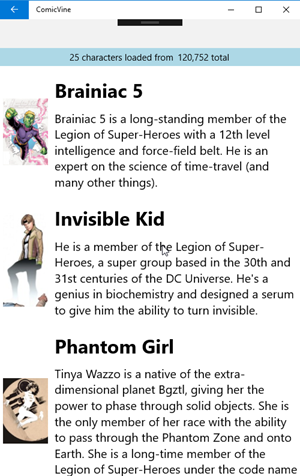 ComicVine
25 characters loaded from 120,752 total
Brainiac 5
Brainiac 5 is a long-standing member of the
Legion of Super-Heroes with a 12th level
intelligence and force-field belt. He is an
expert on the science of time-travel (and
many other things).
Invisible Kid
He is a member of the Legion of Super-
Heroes, a super group based in the 30th and
31st centuries of the DC Universe. He's a
genius in biochemistry and designed a serum
to give him the ability to turn invisible.
Phantom Girl
Tinya Wazzo is a native of the extra-
dimensional planet Bgztl, giving her the
power to phase through solid objects. She is
the only member of her race with the ability
to pass through the Phantom Zone and onto
Earth. She is a long-time member of the
Legion of Super-Heroes under the code name